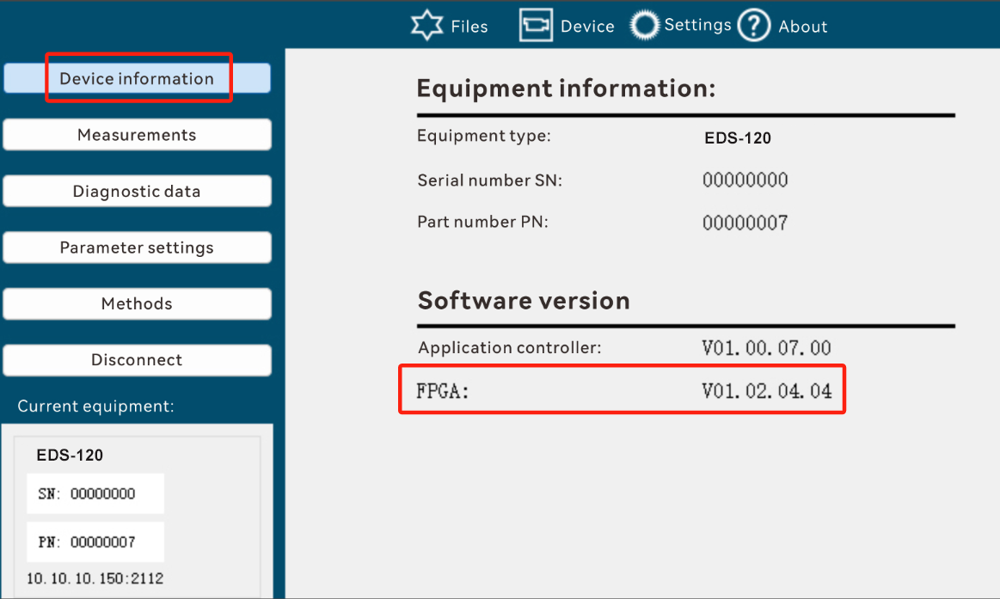 Files Device Settings ? About
Device information
Measurements
Diagnostic data
Parameter settings
Methods
Disconnect
Current equipment:
EDS-120
SN: 00000000
PN: 00000007
10.10.10.150:2112
Equipment information:
Equipment type: EDS-120
Serial number SN: 00000000
Part number PN: 00000007
Software version
Application controller: V01.00.07.00
FPGA: V01.02.04.04